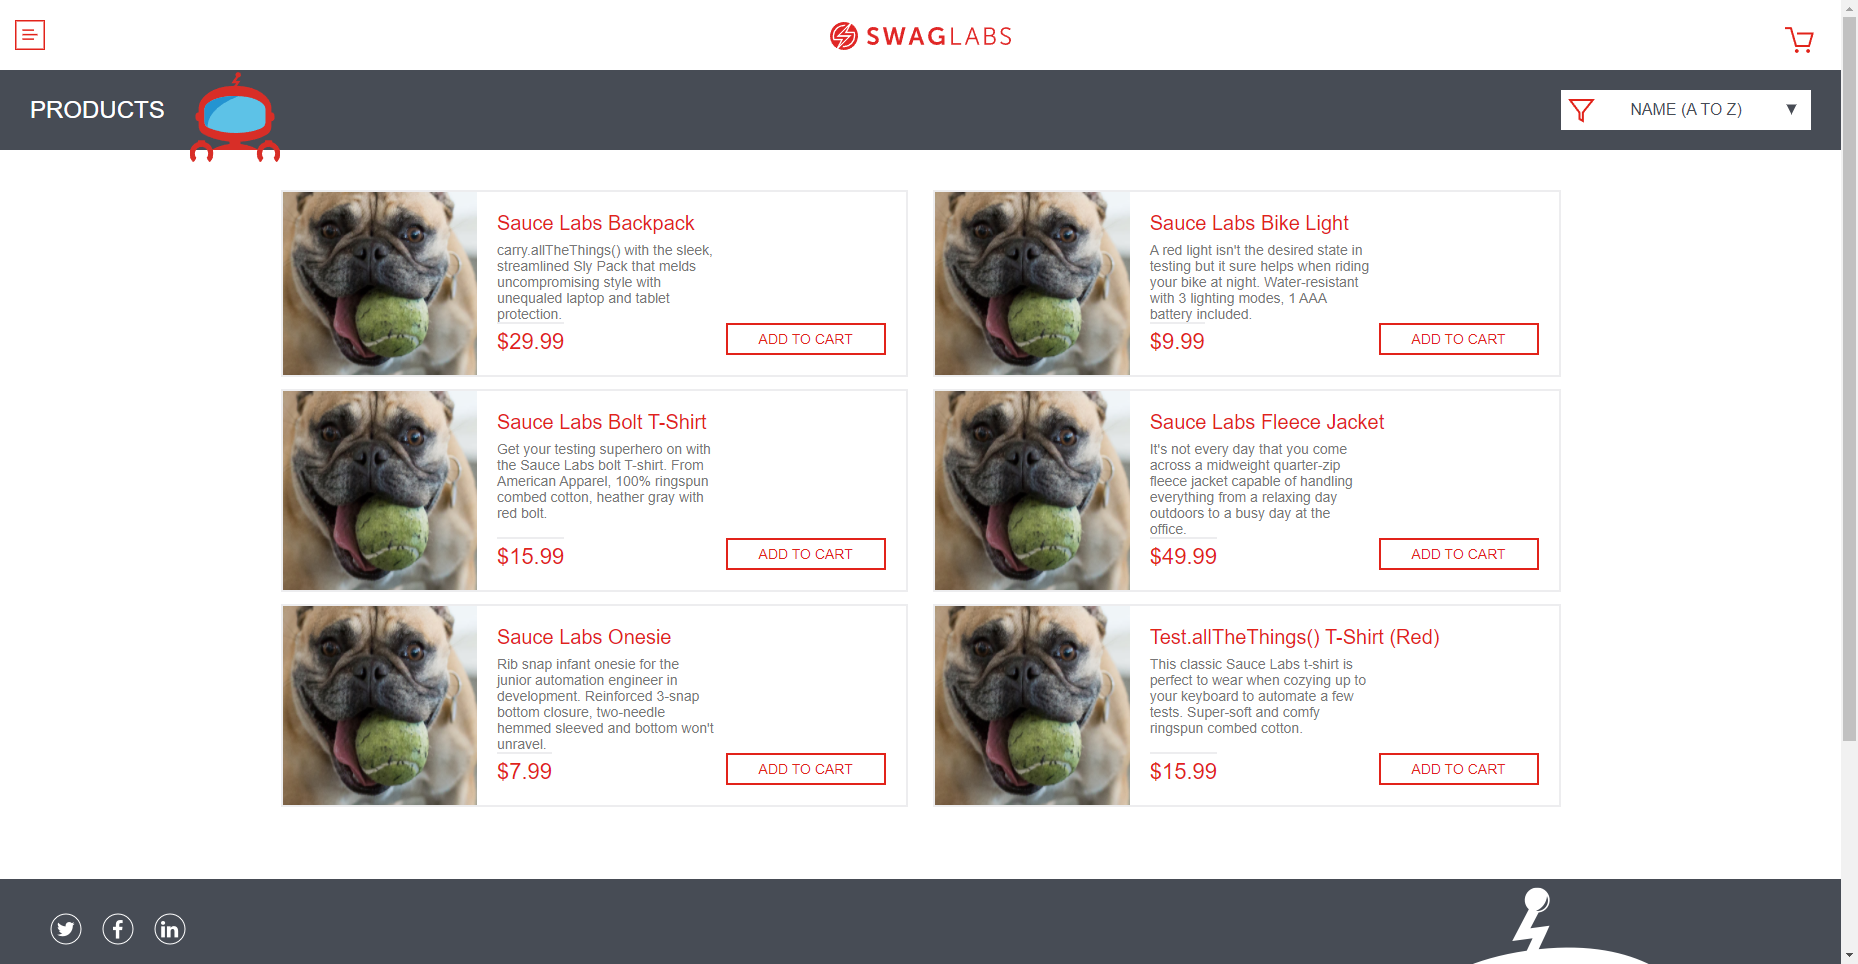 SWAGLABS
PRODUCTS
NAME (A TO Z)
Sauce Labs Backpack
carry.allTheThings() with the sleek,
streamlined Sly Pack that melds
uncompromising style with
unequaled laptop and tablet
protection.
$29.99
ADD TO CART
Sauce Labs Bike Light
A red light isn't the desired state in
testing but it sure helps when riding
your bike at night. Water-resistant
with 3 lighting modes, 1 AAA
battery included.
$9.99
ADD TO CART
Sauce Labs Bolt T-Shirt
Get your testing superhero on with
the Sauce Labs bolt T-shirt. From
American Apparel, 100% ringspun
combed cotton, heather gray with
red bolt.
$15.99
ADD TO CART
Sauce Labs Fleece Jacket
It's not every day that you come
across a midweight quarter-zip
fleece jacket capable of handling
everything from a relaxing day
outdoors to a busy day at the
office.
$49.99
ADD TO CART
Sauce Labs Onesie
Rib snap infant onesie for the
junior automation engineer in
development. Reinforced 3-snap
bottom closure, two-needle
hemmed sleeved and bottom won't
unravel.
$7.99
ADD TO CART
Test.allTheThings() T-Shirt (Red)
This classic Sauce Labs t-shirt is
perfect to wear when cozying up to
your keyboard to automate a few
tests. Super-soft and comfy
ringspun combed cotton.
$15.99
ADD TO CART